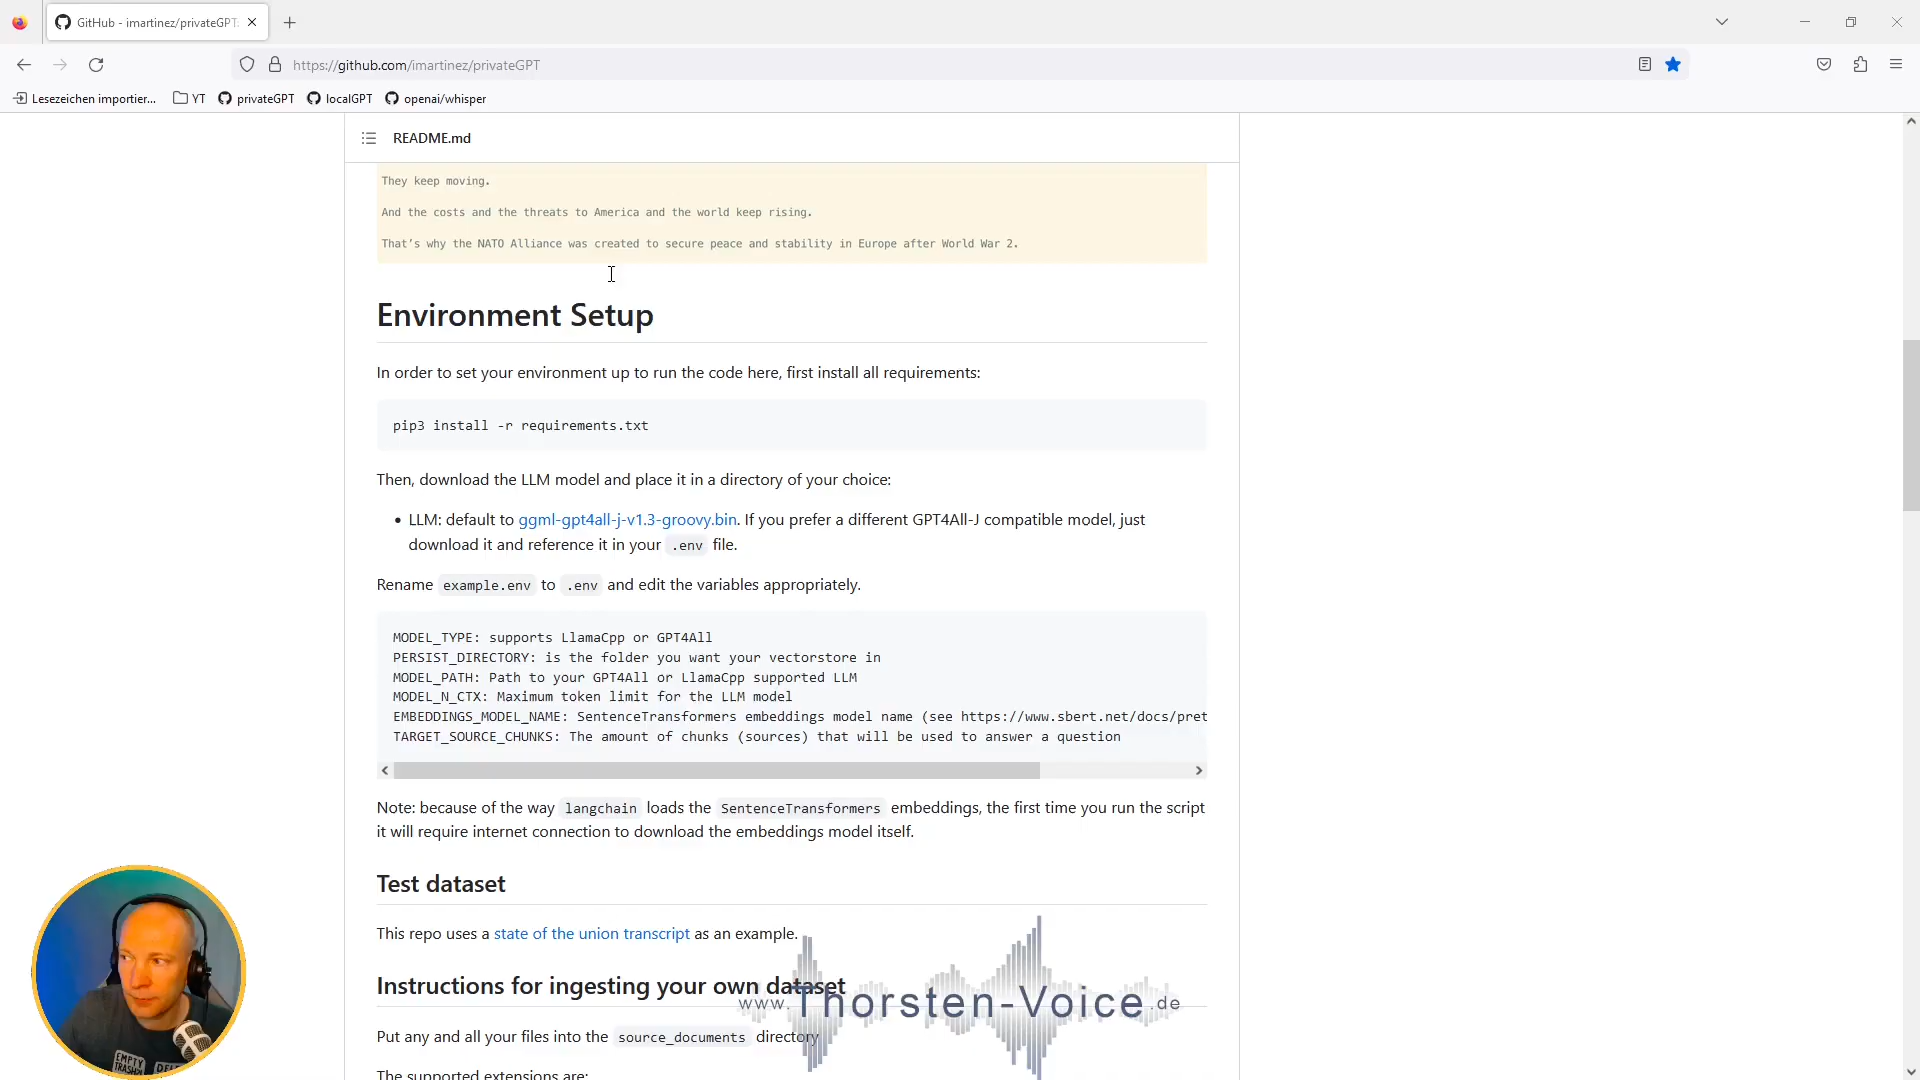 GitHub - imartinez/privateGPT:
https://github.com/imartinez/privateGPT
Lesezeichen importier...
YT
privateGPT
localGPT
openai/whisper
README.md
They keep moving.
And the costs and the threats to America and the world keep rising.
That’s why the NATO Alliance was created to secure peace and stability in Europe after World War 2.
Environment Setup
In order to set your environment up to run the code here, first install all requirements:
pip3 install -r requirements.txt
Then, download the LLM model and place it in a directory of your choice:
• LLM: default to ggml-gpt4all-j-v1.3-groovy.bin. If you prefer a different GPT4All-J compatible model, just
download it and reference it in your .env file.
Rename example.env to .env and edit the variables appropriately.
MODEL_TYPE: supports LlamaCpp or GPT4All
PERSIST_DIRECTORY: is the folder you want your vectorstore in
MODEL_PATH: Path to your GPT4All or LlamaCpp supported LLM
MODEL_N_CTX: Maximum token limit for the LLM model
EMBEDDINGS_MODEL_NAME: SentenceTransformers embeddings model name (see https://www.sbert.net/docs/pret
TARGET_SOURCE_CHUNKS: The amount of chunks (sources) that will be used to answer a question
Note: because of the way langchain loads the SentenceTransformers embeddings, the first time you run the script
it will require internet connection to download the embeddings model itself.
Test dataset
This repo uses a state of the union transcript as an example.
Instructions for ingesting your own dataset
www.Thorsten-Voice.de
Put any and all your files into the source_documents directory
The supported extensions are:
EMPTY
TRASH